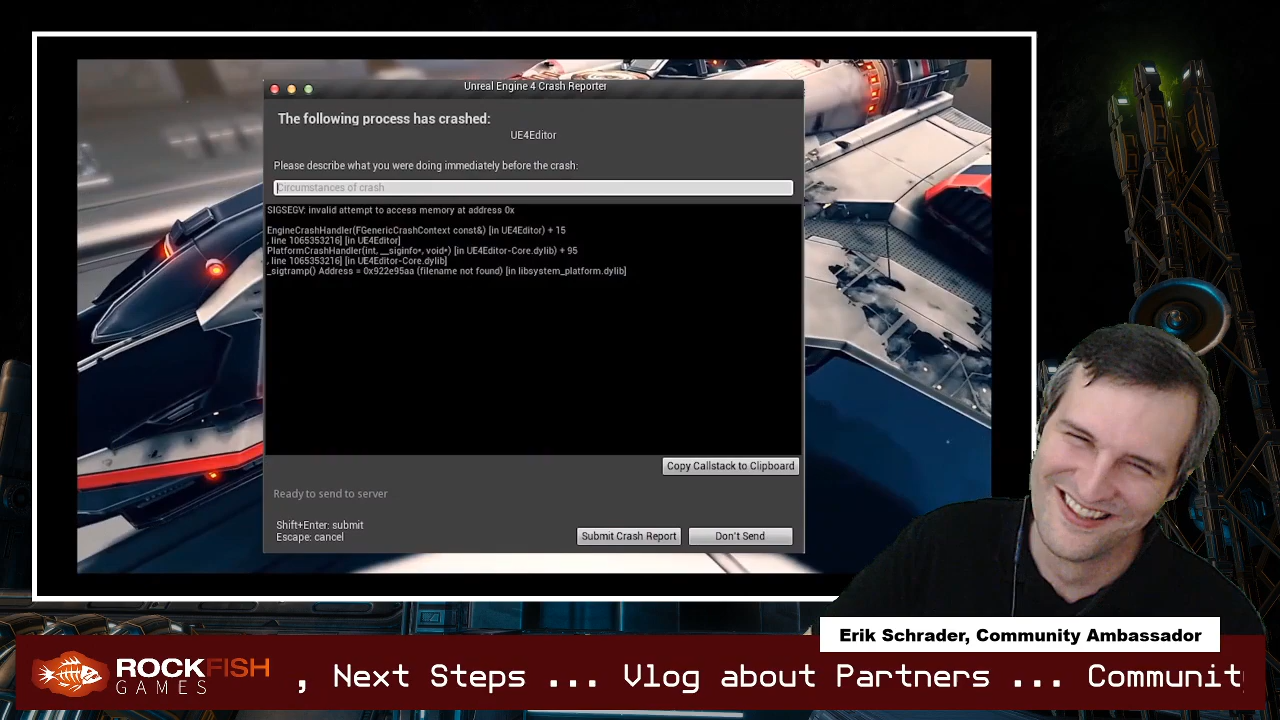 Unreal Engine 4 Crash Reporter
The following process has crashed:
UE4Editor
Please describe what you were doing immediately before the crash:
Circumstances of crash
SIGSEGV: invalid attempt to access memory at address 0x
EngineCrashHandler(FGenericCrashContext const&) [in UE4Editor) + 15
, line 1065353216] [in UE4Editor]
PlatformCrashHandler(int, __siginfo*, void*) [in UE4Editor-Core.dylib) + 95
, line 1065353216] [in UE4Editor-Core.dylib]
_sigtramp() Address = 0x922e95aa (filename not found) [in libsystem_platform.dylib]
Copy Callstack to Clipboard
Ready to send to server
Shift+Enter: submit
Escape: cancel
Submit Crash Report
Don't Send
Erik Schrader, Community Ambassador
ROCKFISH
GAMES
, Next Steps ... Vlog about Partners ... Community